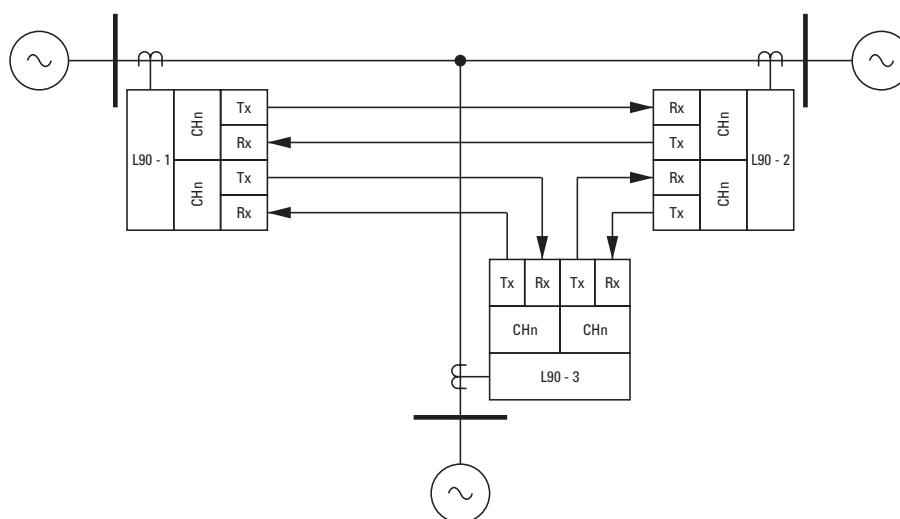 Tx
CHn
Rx
L90 - 1
Tx
CHn
Rx
Rx
CHn
Tx
L90 - 2
Rx
CHn
Tx
Tx
Rx
Tx
Rx
CHn
CHn
L90 - 3